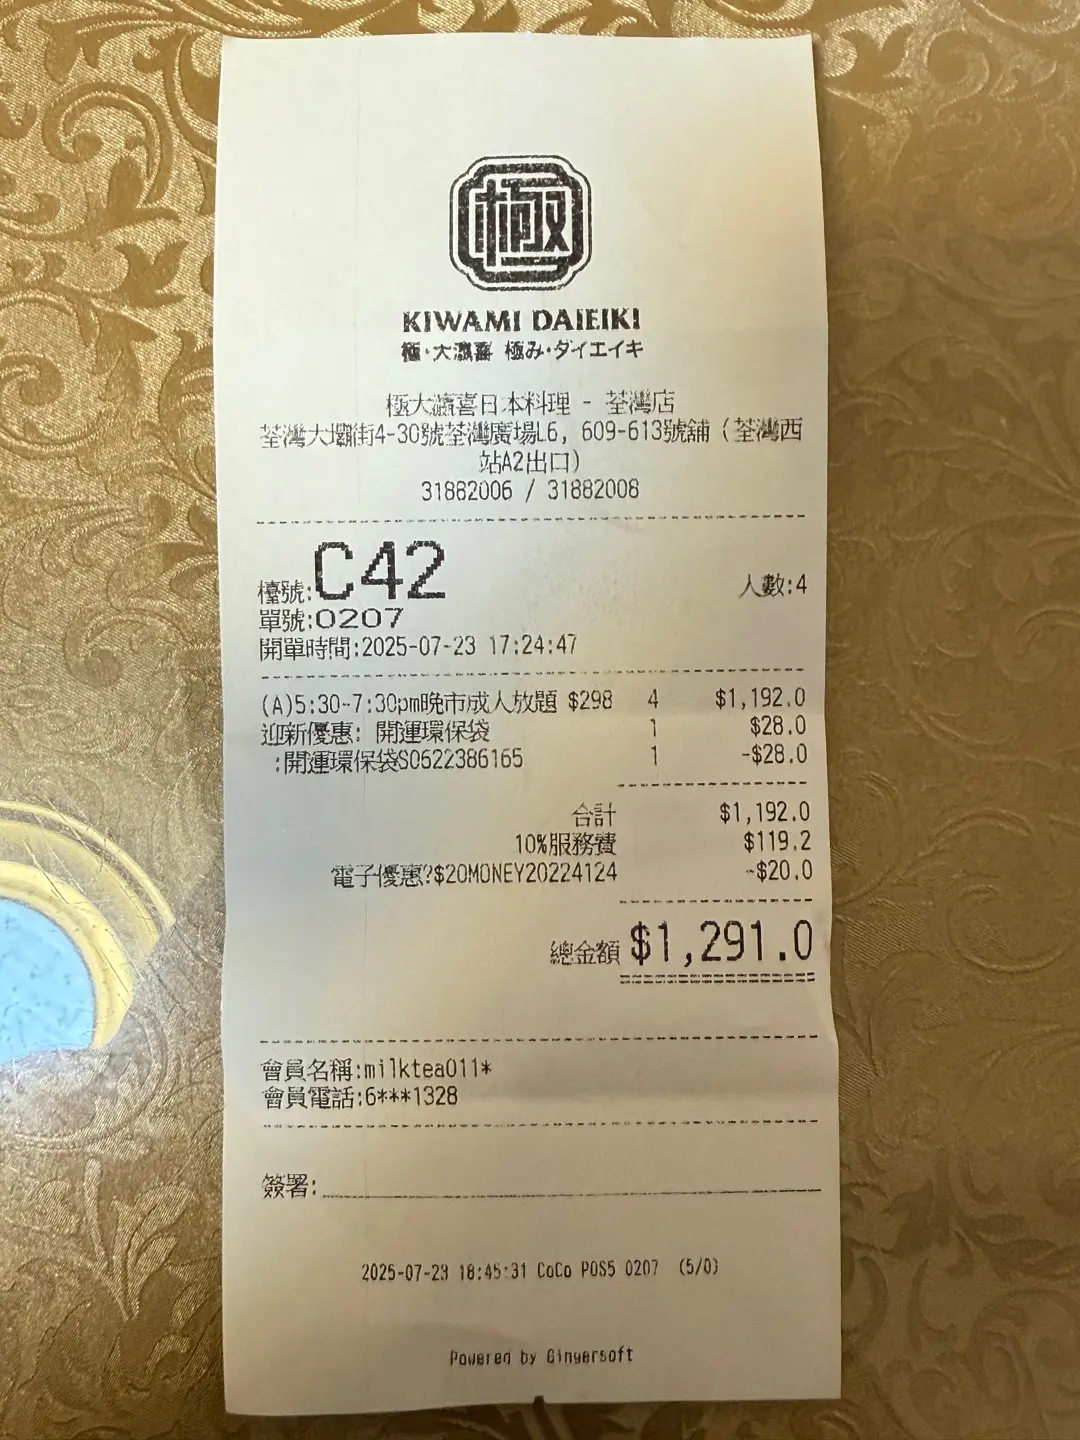 極
KIWAMI DAIEIKI
極・大瀛喜 極み・ダイエイキ
極大瀛喜日本料理 - 荃灣店
荃灣大壩街4-30號荃灣廣場L6, 609-613號舖 (荃灣西
站A2出口)
31882006 / 31882008
檯號:C42 人數:4
單號:0207
開單時間:2025-07-23 17:24:47
(A)5:30-7:30pm晚市成人放題 $298 4 $1,192.0
迎新優惠: 開運環保袋 1 $28.0
:開運環保袋S0622386165 1 -$28.0
合計 $1,192.0
10%服務費 $119.2
電子優惠?$20MONEY20224124 -$20.0
總金額 $1,291.0
會員名稱:milktea011*
會員電話:6***1328
簽署:
2025-07-23 18:45:31 CoCo POS5 0207 (5/0)
Powered by Gingersoft